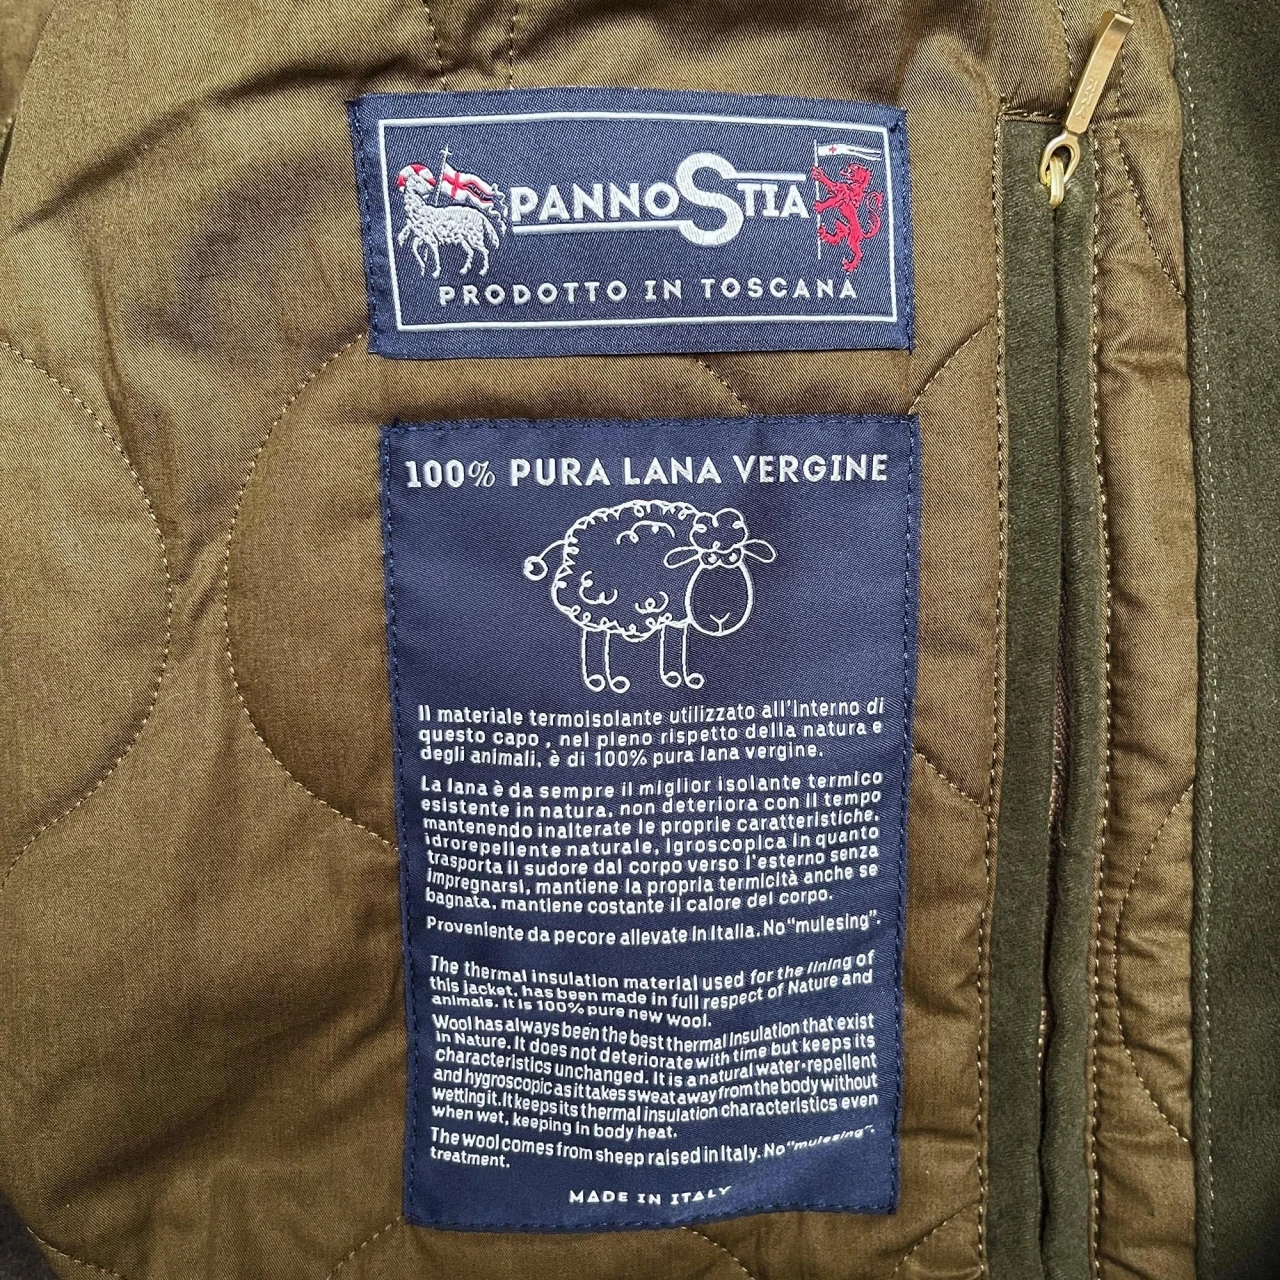 PANNO STIA
PRODOTTO IN TOSCANA
100% PURA LANA VERGINE
Il materiale termoisolante utilizzato all'interno di
questo capo , nel pieno rispetto della natura e
degli animali, è di 100% pura lana vergine.
La lana è da sempre il miglior isolante termico
esistente in natura, non deteriora con il tempo
mantenendo inalterate le proprie caratteristiche.
Idrorepellente naturale, igroscopica in quanto
trasporta il sudore dal corpo verso l'esterno senza
impregnarsi, mantiene la propria termicità anche se
bagnata, mantiene costante il calore del corpo.
Proveniente da pecore allevate in Italia. No "mulesing".
The thermal insulation material used for the lining of
this jacket, has been made in full respect of Nature and
animals. It is 100% pure new wool.
Wool has always been the best thermal insulation that exist
in Nature. It does not deteriorate with time but keeps its
characteristics unchanged. It is a natural water-repellent
and hygroscopic as it takes sweat away from the body without
wetting it. It keeps its thermal insulation characteristics even
when wet, keeping in body heat.
The wool comes from sheep raised in Italy. No "mulesing".
treatment.
MADE IN ITALY